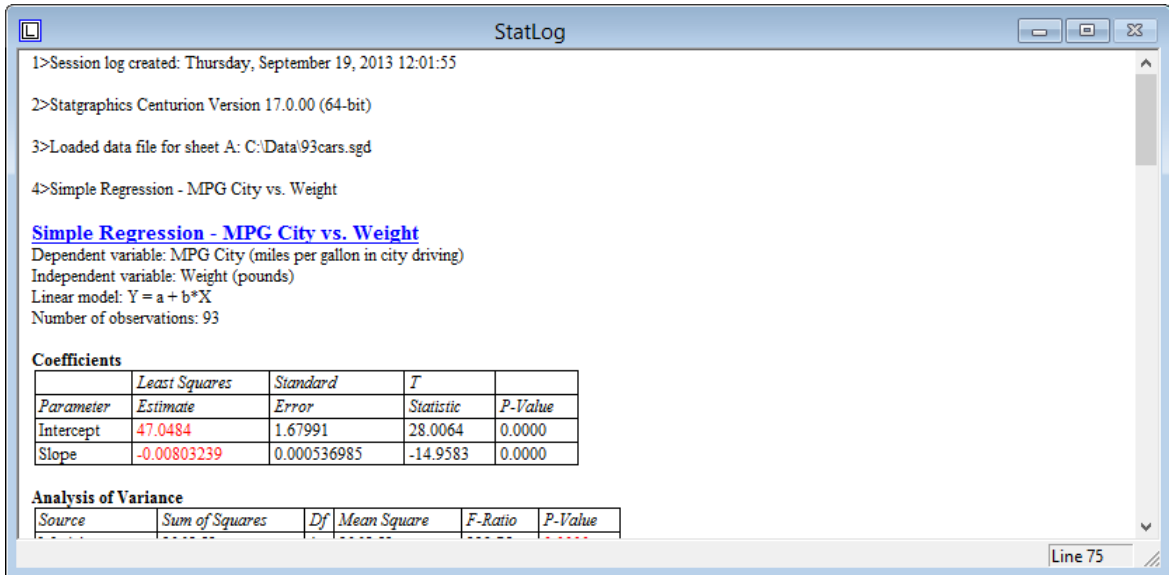 StatLog
1>Session log created: Thursday, September 19, 2013 12:01:55
2>Statgraphics Centurion Version 17.0.00 (64-bit)
3>Loaded data file for sheet A: C:\Data\93cars.sgd
4>Simple Regression - MPG City vs. Weight
Simple Regression - MPG City vs. Weight
Dependent variable: MPG City (miles per gallon in city driving)
Independent variable: Weight (pounds)
Linear model: Y = a + b*X
Number of observations: 93
Coefficients
Least Squares Standard T
Parameter Estimate Error Statistic P-Value
Intercept 47.0484 1.67991 28.0064 0.0000
Slope -0.00803239 0.000536985 -14.9583 0.0000
Analysis of Variance
Source Sum of Squares Df Mean Square F-Ratio P-Value
Line 75